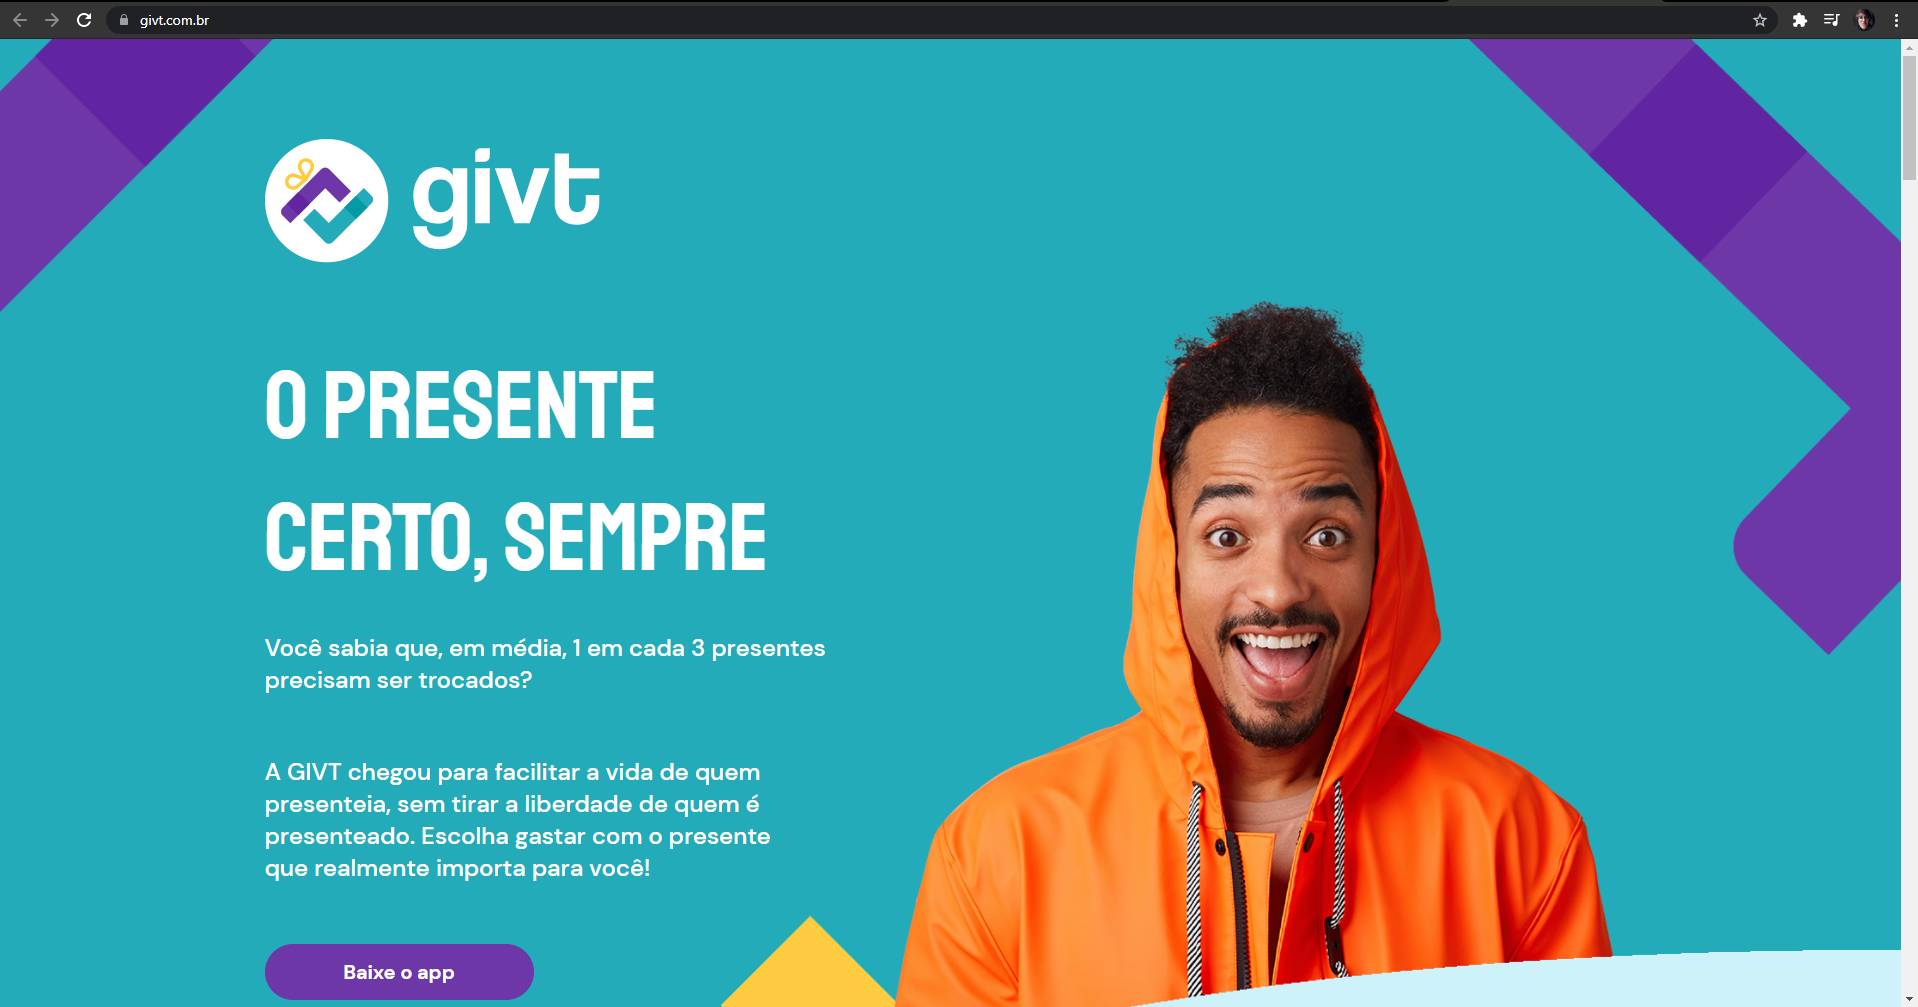 givt.com.br
givt
O PRESENTE
CERTO, SEMPRE
Você sabia que, em média, 1 em cada 3 presentes
precisam ser trocados?
A GIVT chegou para facilitar a vida de quem
presenteia, sem tirar a liberdade de quem é
presenteado. Escolha gastar com o presente
que realmente importa para você!
Baixe o app